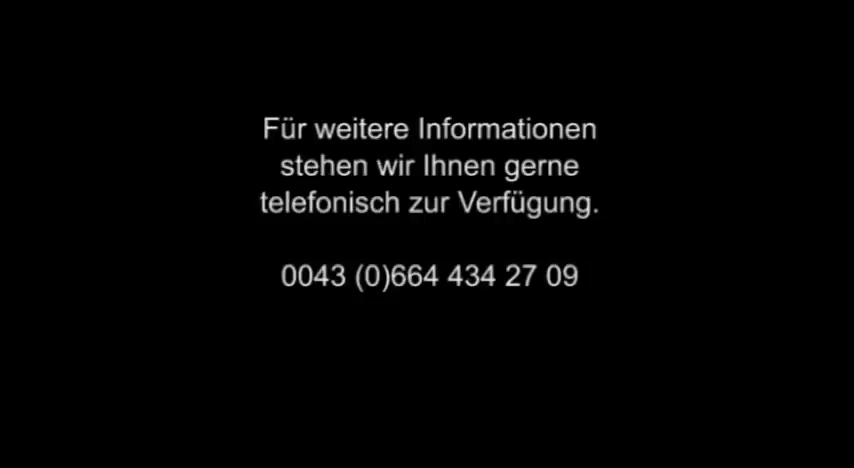 Für weitere Informationen
stehen wir Ihnen gerne
telefonisch zur Verfügung.
0043 (0)664 434 27 09